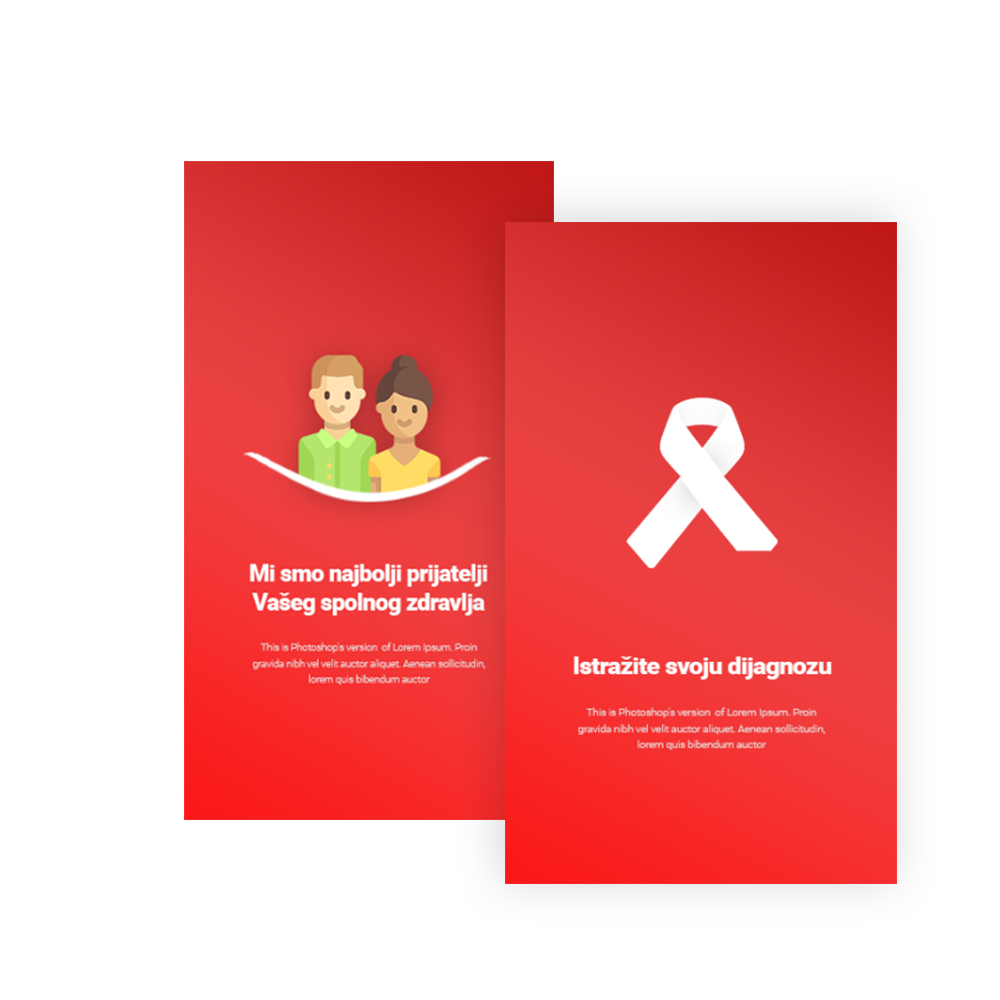 Mi smo najbolji prijatelji
Vašeg spolnog zdravlja
This is Photoshop's version of Lorem Ipsum. Proin
gravida nibh vel velit auctor aliquet. Aenean sollicitudin,
lorem quis bibendum auctor
Istražite svoju dijagnozu
This is Photoshop's version of Lorem Ipsum. Proin
gravida nibh vel velit auctor aliquet. Aenean sollicitudin,
lorem quis bibendum auctor